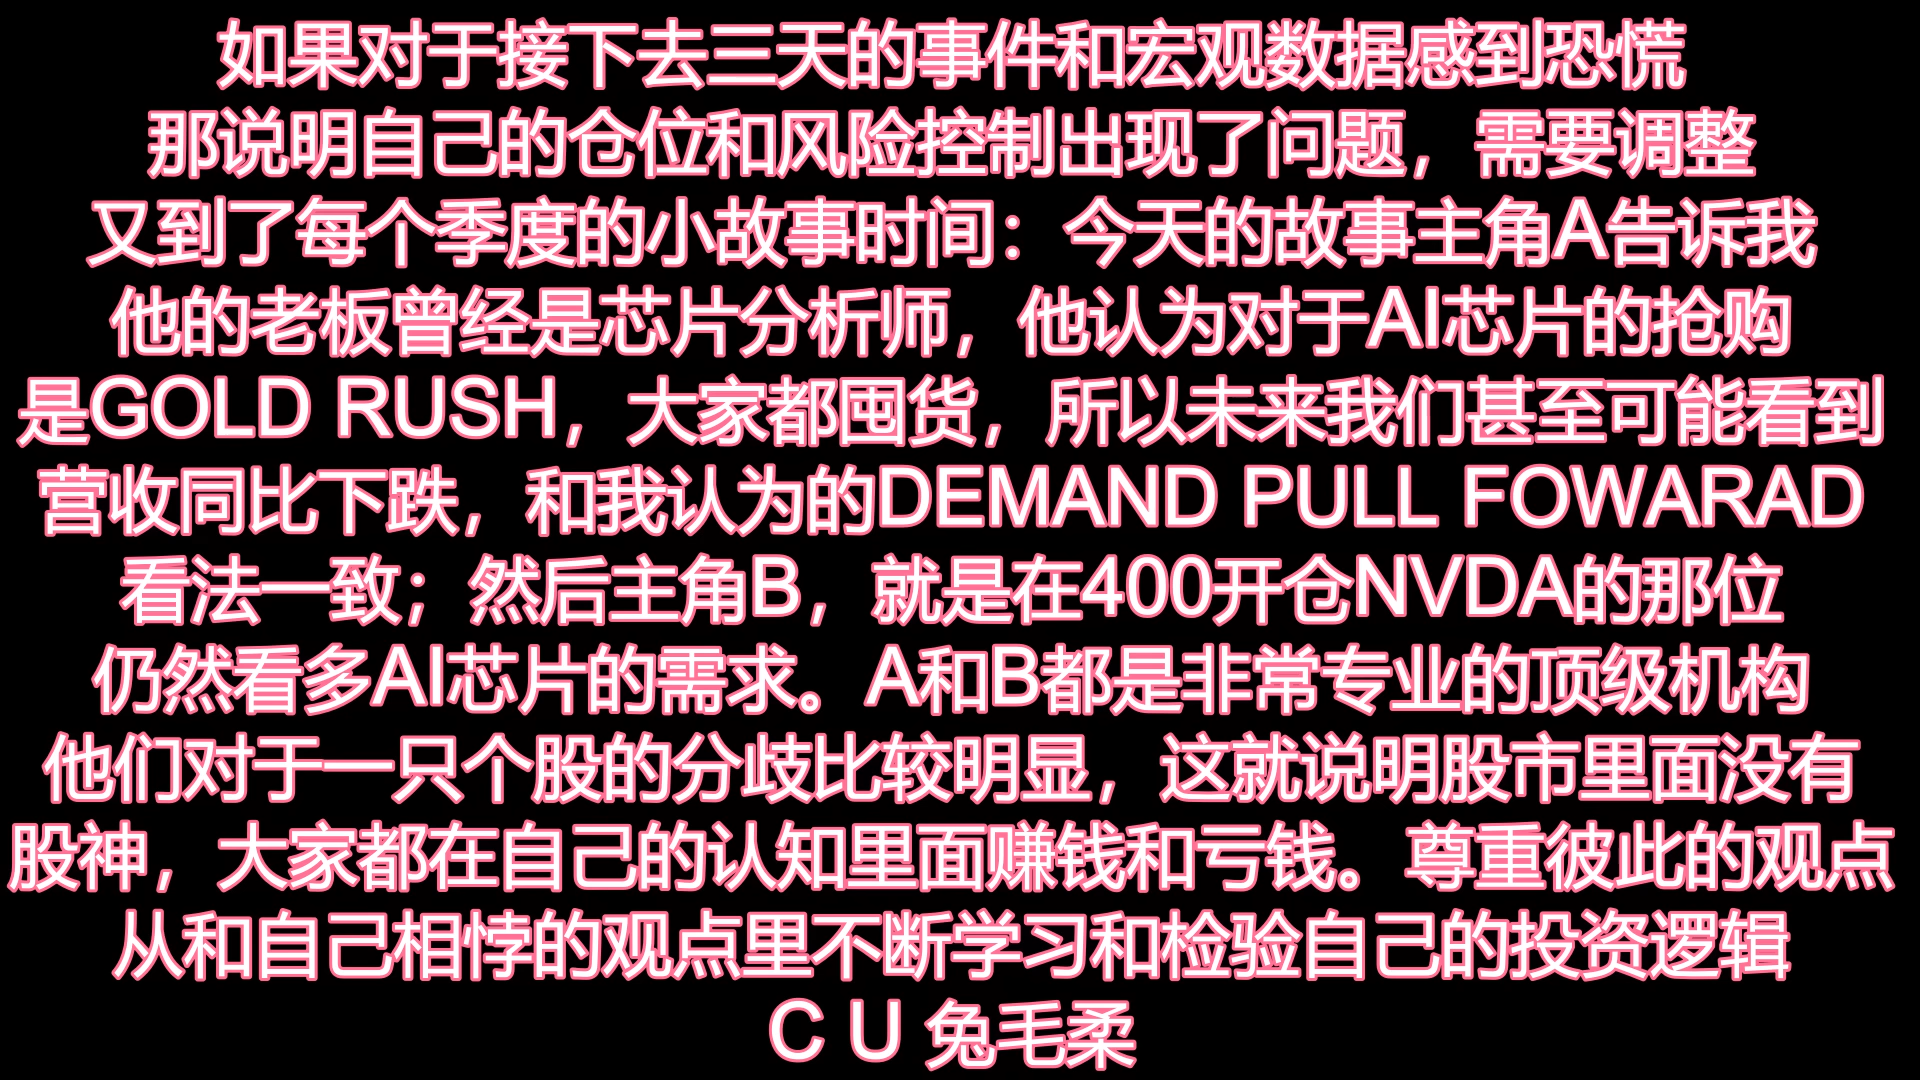 如果对于接下去三天的事件和宏观数据感到恐慌
那说明自己的仓位和风险控制出现了问题，需要调整
又到了每个季度的小故事时间：今天的故事主角A告诉我
他的老板曾经是芯片分析师，他认为对于AI芯片的抢购
是GOLD RUSH，大家都囤货，所以未来我们甚至可能看到
营收同比下跌，和我认为的DEMAND PULL FOWARAD
看法一致；然后主角B，就是在400开仓NVDA的那位
仍然看多AI芯片的需求。A和B都是非常专业的顶级机构
他们对于一只个股的分歧比较明显，这就说明股市里面没有
股神，大家都在自己的认知里面赚钱和亏钱。尊重彼此的观点
从和自己相悖的观点里不断学习和检验自己的投资逻辑
C U 兔毛柔